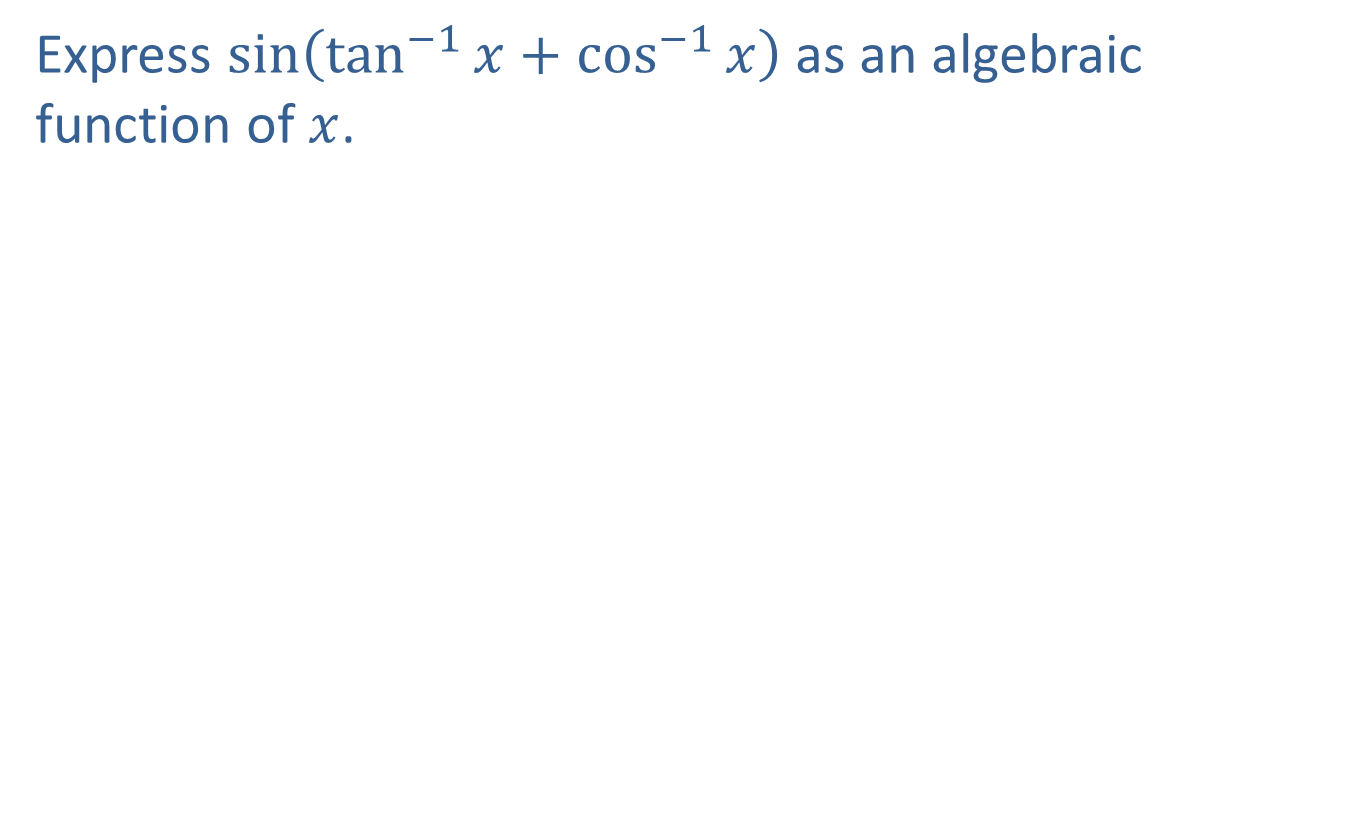 Express sin(tan⁻¹ x + cos⁻¹ x) as an algebraic
function of x.